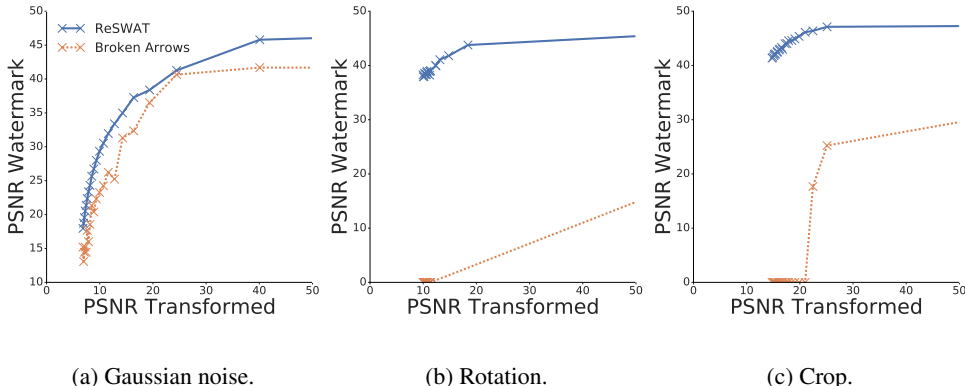 ReSWAT
Broken Arrows
PSNR Watermark
50
45
40
35
30
25
20
15
10
0 10 20 30 40 50
PSNR Transformed
(a) Gaussian noise.
PSNR Watermark
50
40
30
20
10
0
0 10 20 30 40 50
PSNR Transformed
(b) Rotation.
PSNR Watermark
50
40
30
20
10
0
0 10 20 30 40 50
PSNR Transformed
(c) Crop.